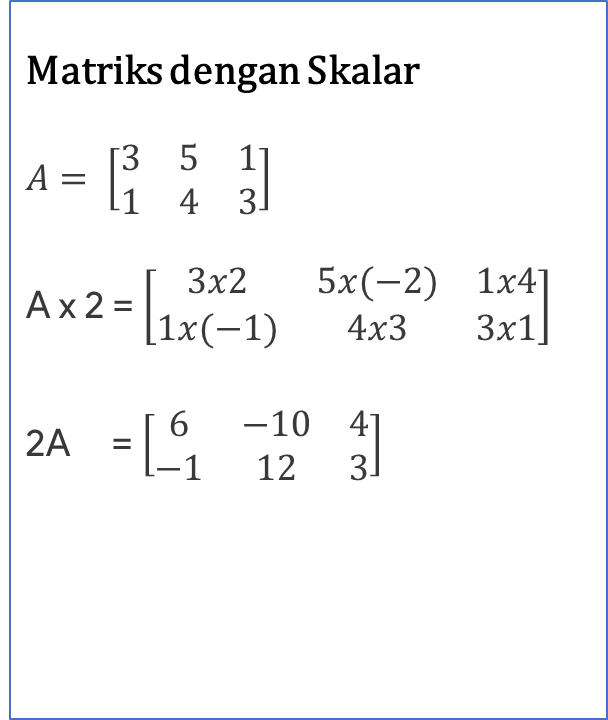 Matriks dengan Skalar
A = [3 5 1
1 4 3]
A x 2 = [3x2 5x(−2) 1x4
1x(−1) 4x3 3x1]
2A = [6 −10 4
−1 12 3]